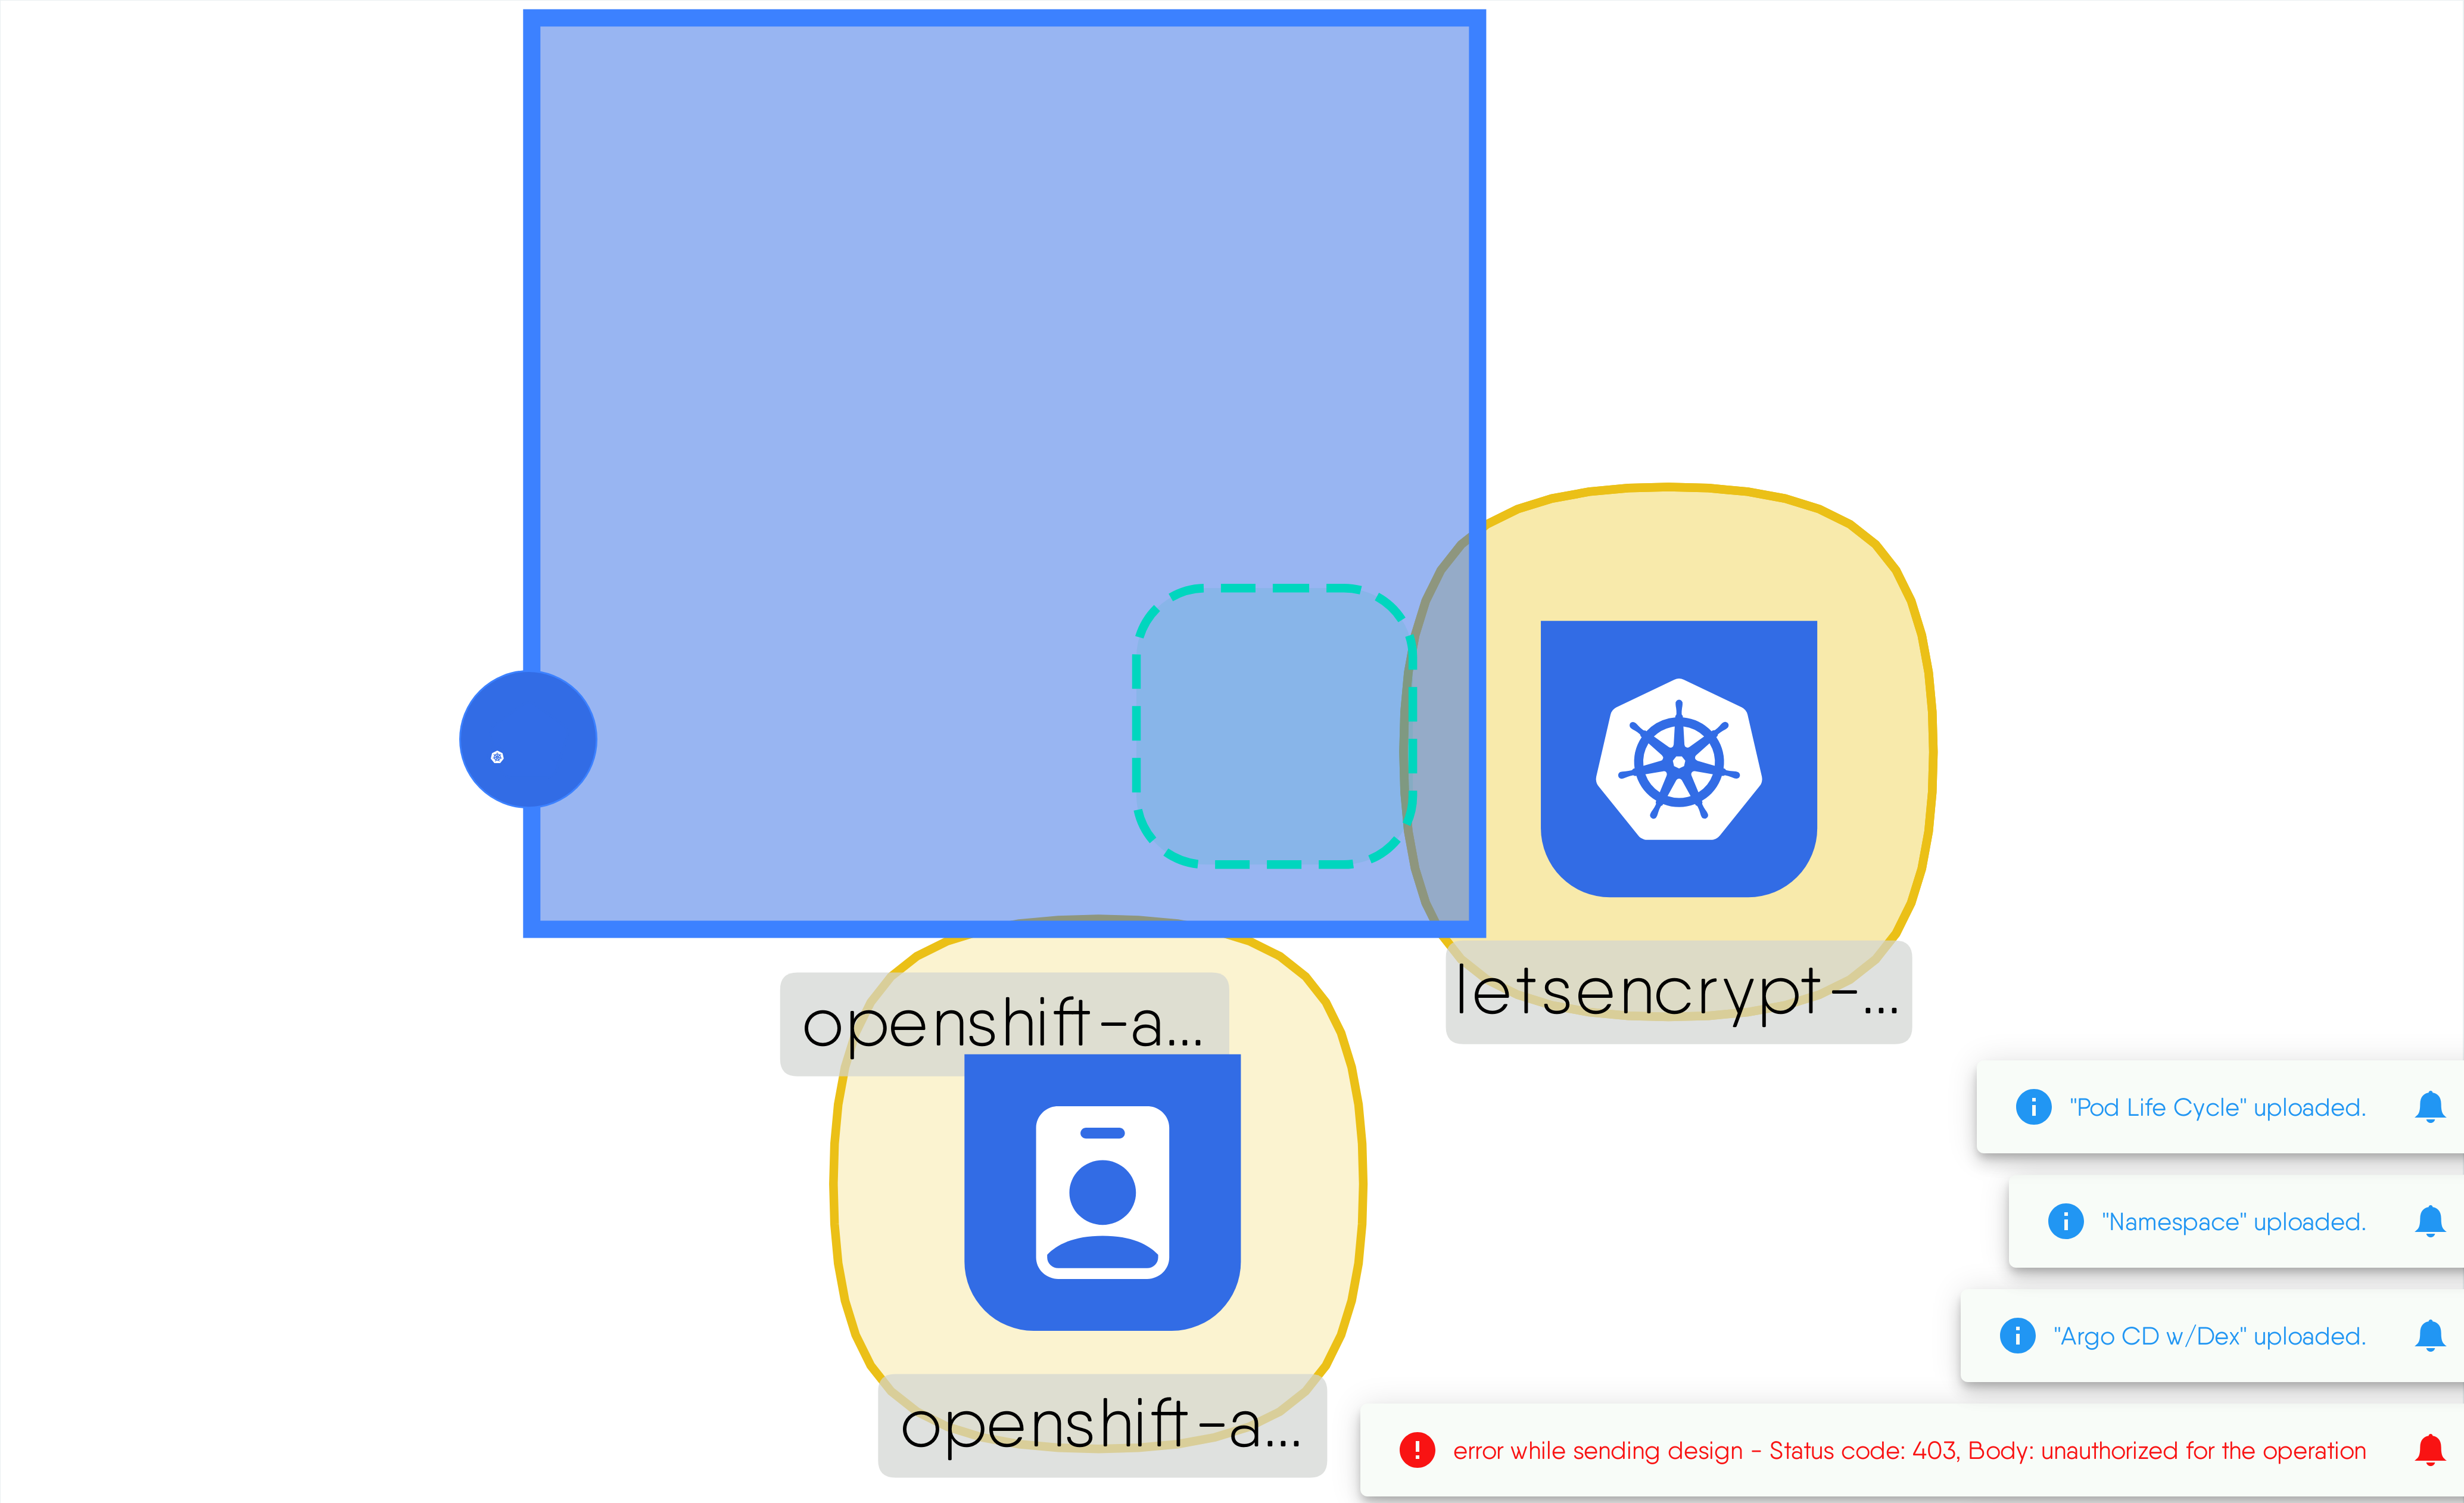 openshift-a...
letsencrypt-...
openshift-a...
"Pod Life Cycle" uploaded.
"Namespace" uploaded.
"Argo CD w/Dex" uploaded.
error while sending design - Status code: 403, Body: unauthorized for the operation